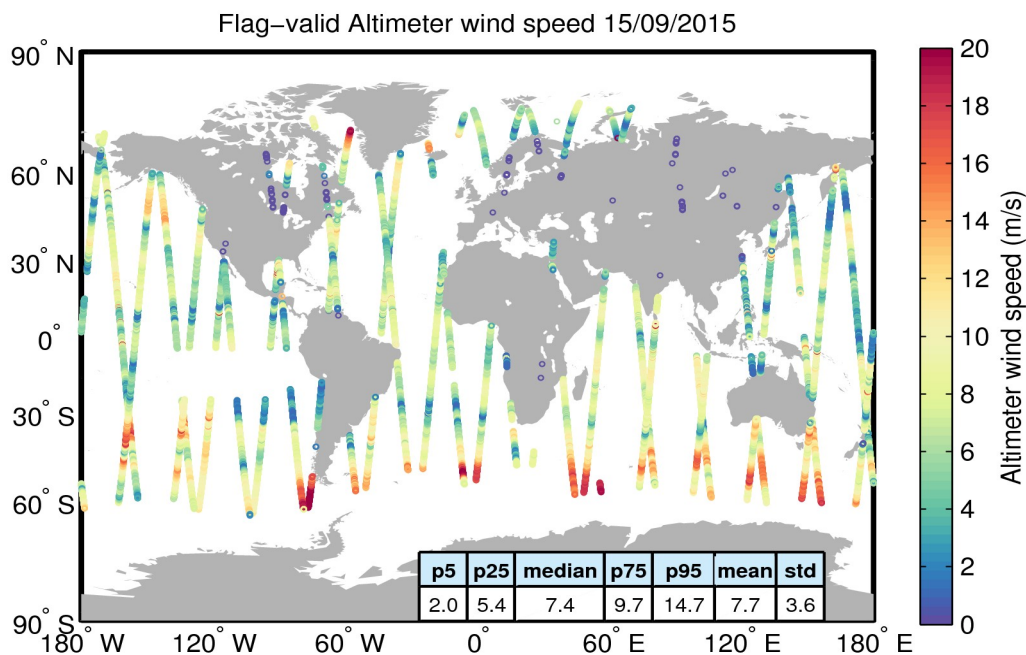 Flag−valid Altimeter wind speed 15/09/2015
90° N
60° N
30° N
0°
30° S
60° S
90° S
180° W
120° W
60° W
0°
60° E
120° E
180° E
p5 p25 median p75 p95 mean std
2.0 5.4 7.4 9.7 14.7 7.7 3.6
20
18
16
14
12
10
8
6
4
2
0
Altimeter wind speed (m/s)